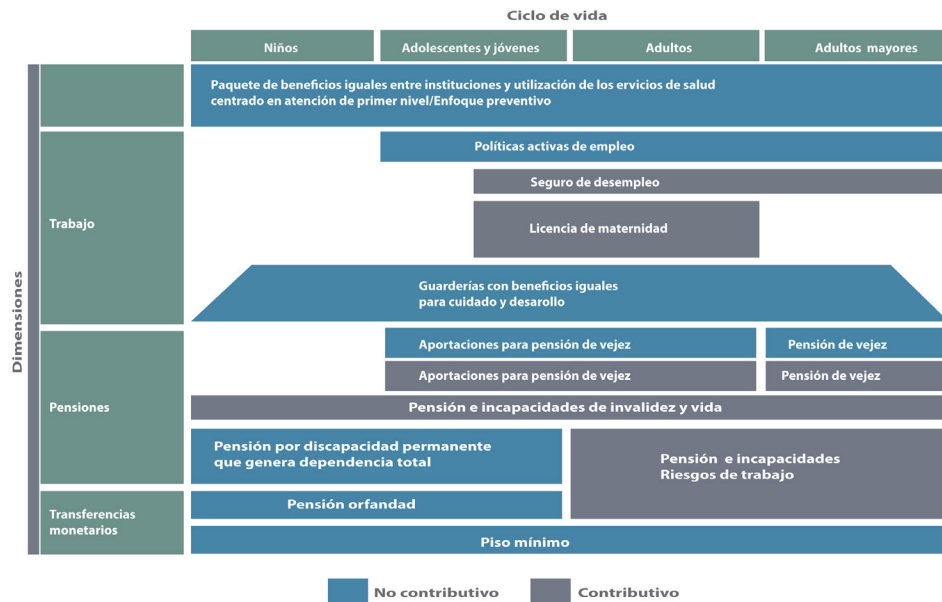 Ciclo de vida
Niños
Adolescentes y jóvenes
Adultos
Adultos mayores
Dimensiones
Paquete de beneficios iguales entre instituciones y utilización de los ervicios de salud
centrado en atención de primer nivel/Enfoque preventivo
Trabajo
Políticas activas de empleo
Seguro de desempleo
Licencia de maternidad
Guarderías con beneficios iguales
para cuidado y desarollo
Pensiones
Aportaciones para pensión de vejez
Pensión de vejez
Aportaciones para pensión de vejez
Pensión de vejez
Pensión e incapacidades de invalidez y vida
Pensión por discapacidad permanente
que genera dependencia total
Pensión e incapacidades
Riesgos de trabajo
Transferencias
monetarios
Pensión orfandad
Piso mínimo
No contributivo
Contributivo